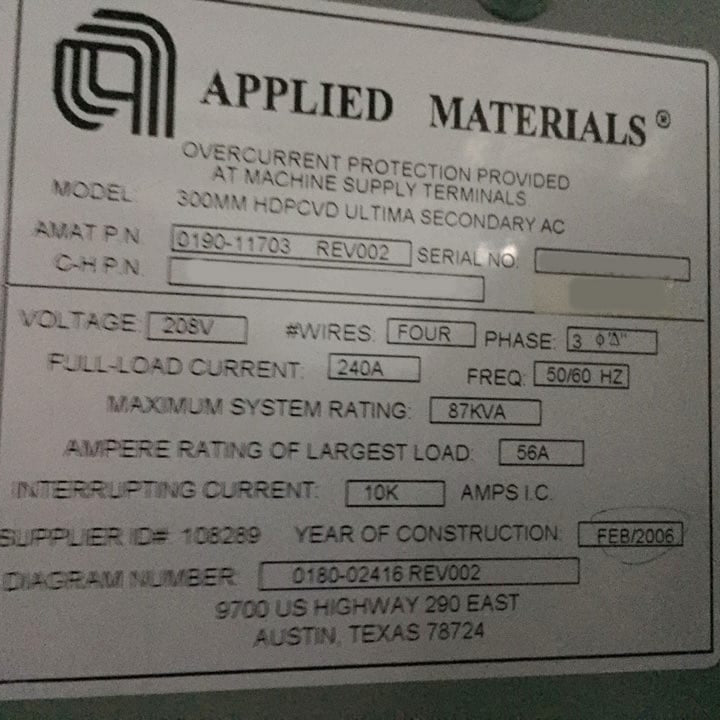 APPLIED MATERIALS®
OVERCURRENT PROTECTION PROVIDED
AT MACHINE SUPPLY TERMINALS.
MODEL: 300MM HDPCVD ULTIMA SECONDARY AC
AMAT P.N. 0190-11703 REV002 SERIAL NO:
C-H P.N.
VOLTAGE: 208V #WIRES: FOUR PHASE: 3 ϕ"Δ"
FULL-LOAD CURRENT: 240A FREQ: 50/60 HZ
MAXIMUM SYSTEM RATING: 87KVA
AMPERE RATING OF LARGEST LOAD: 56A
INTERRUPTING CURRENT: 10K AMPS I.C.
SUPPLIER ID# 108289 YEAR OF CONSTRUCTION: FEB/2006
DIAGRAM NUMBER: 0180-02416 REV002
9700 US HIGHWAY 290 EAST
AUSTIN, TEXAS 78724